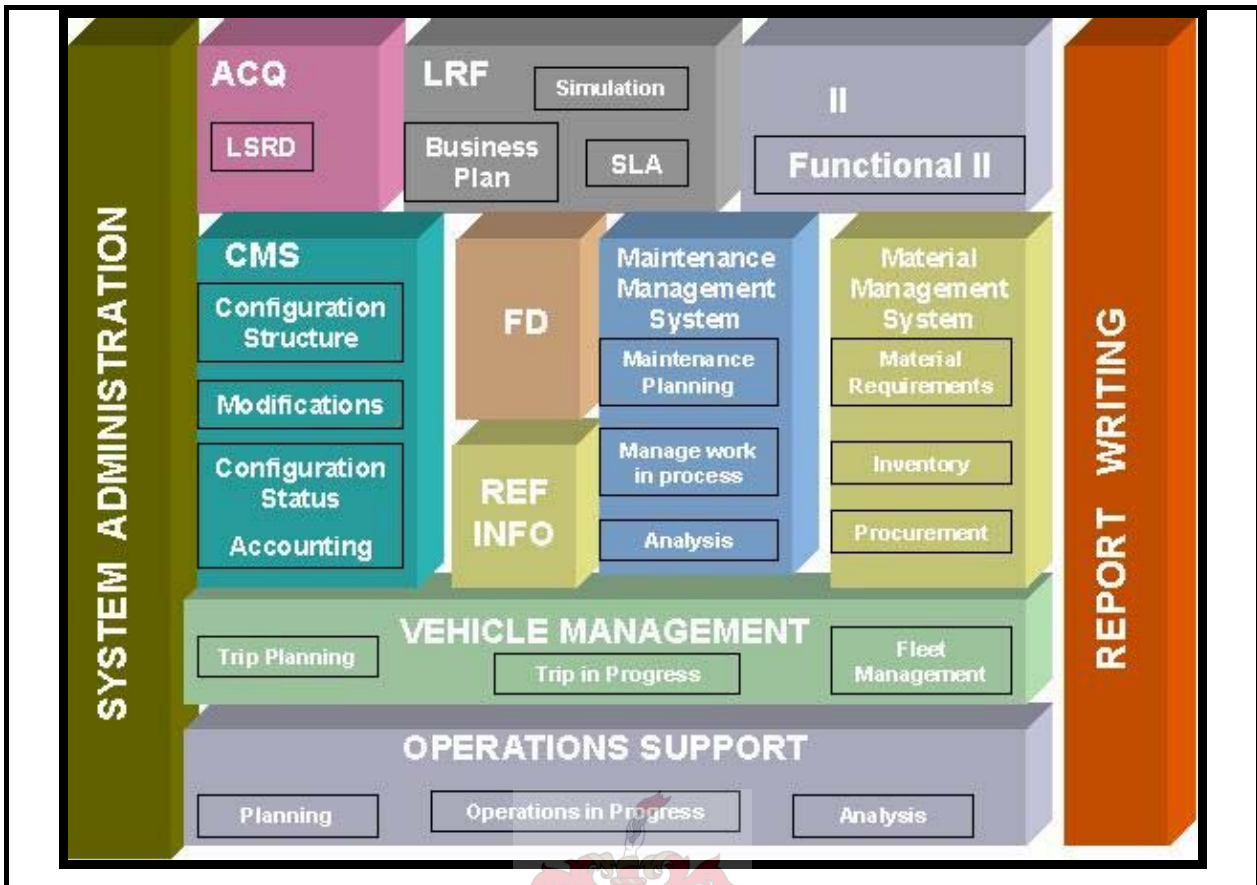 SYSTEM ADMINISTRATION
ACQ
LSRD
LRF
Simulation
Business
Plan
SLA
II
Functional II
CMS
Configuration
Structure
Modifications
Configuration
Status
Accounting
FD
REF
INFO
Maintenance
Management
System
Maintenance
Planning
Manage work
in process
Analysis
Material
Management
System
Material
Requirements
Inventory
Procurement
VEHICLE MANAGEMENT
Trip Planning
Trip in Progress
Fleet
Management
OPERATIONS SUPPORT
Planning
Operations in Progress
Analysis
REPORT WRITING